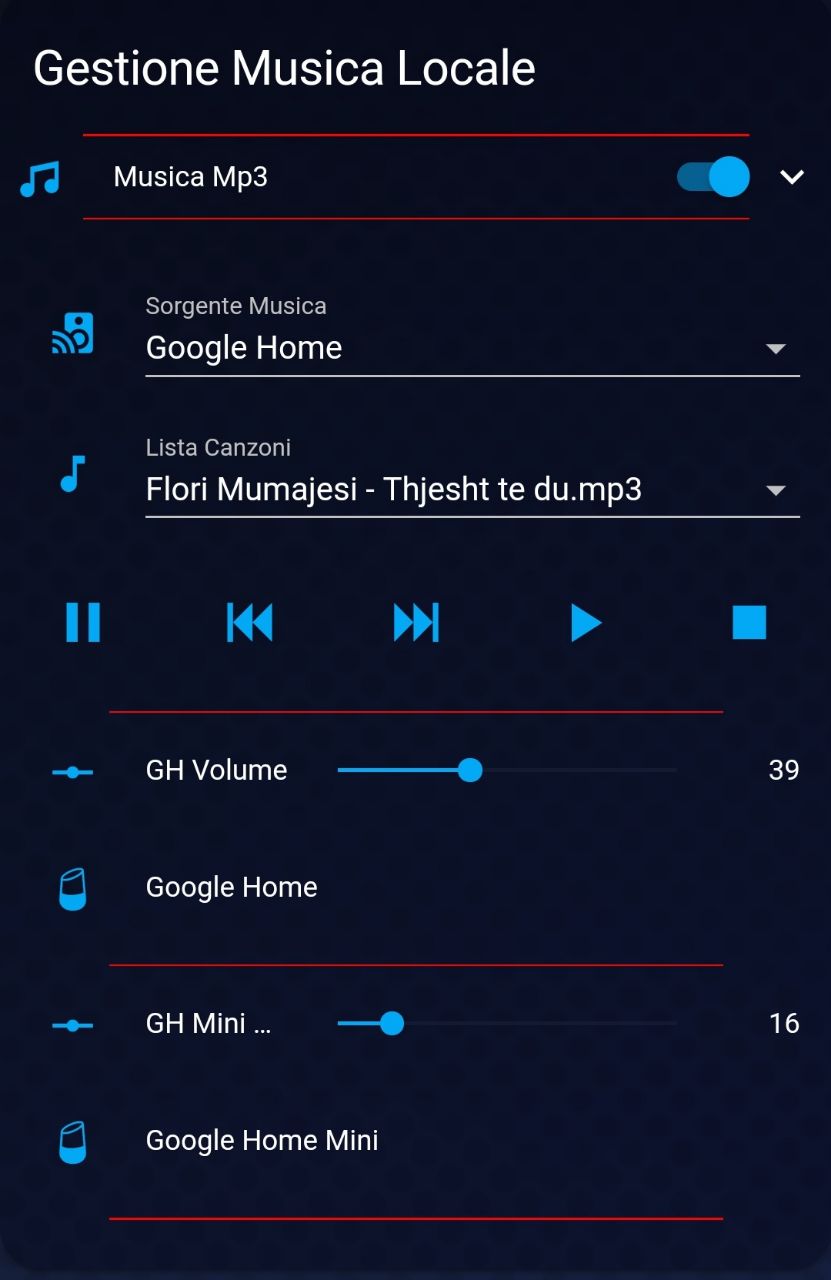 Gestione Musica Locale
Musica Mp3
Sorgente Musica
Google Home
Lista Canzoni
Flori Mumajesi - Thjesht te du.mp3
GH Volume 39
Google Home
GH Mini ... 16
Google Home Mini